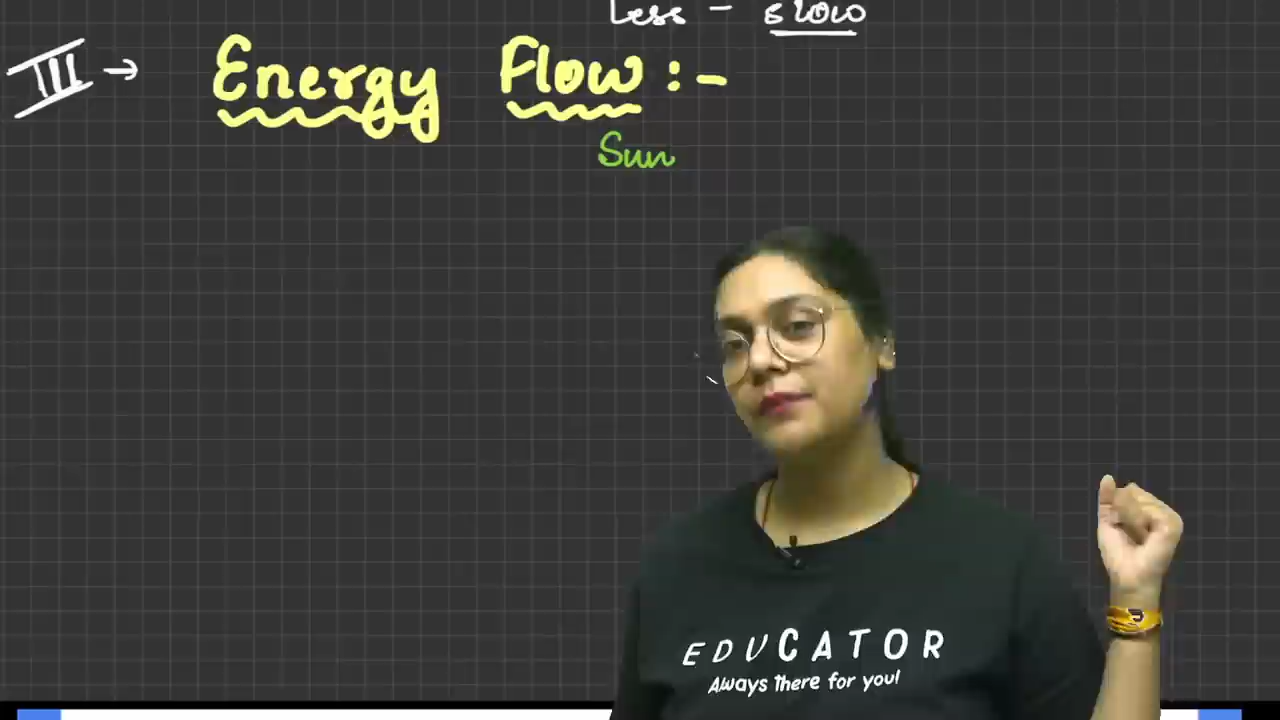 Less - slow
III → Energy Flow :-
Sun
EDUCATOR
Always there for you!